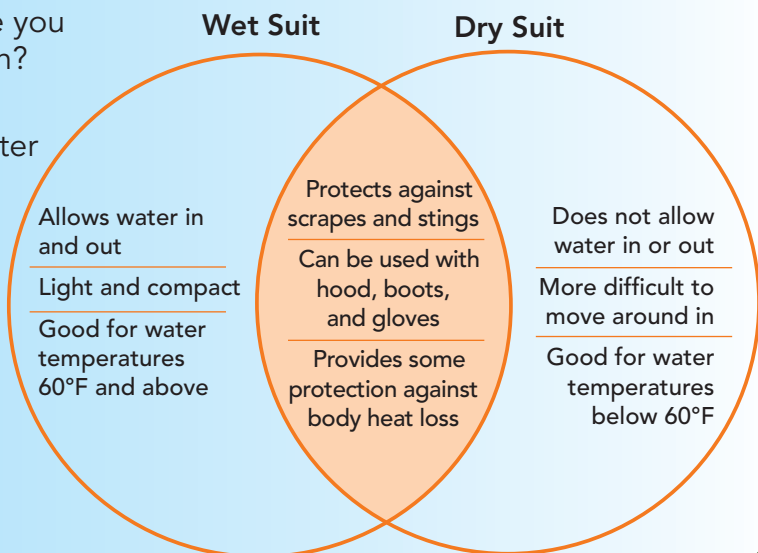 e you
n?
ter
Wet Suit
Dry Suit
Allows water in
and out
Light and compact
Good for water
temperatures
60°F and above
Protects against
scrapes and stings
Can be used with
hood, boots,
and gloves
Provides some
protection against
body heat loss
Does not allow
water in or out
More difficult to
move around in
Good for water
temperatures
below 60°F